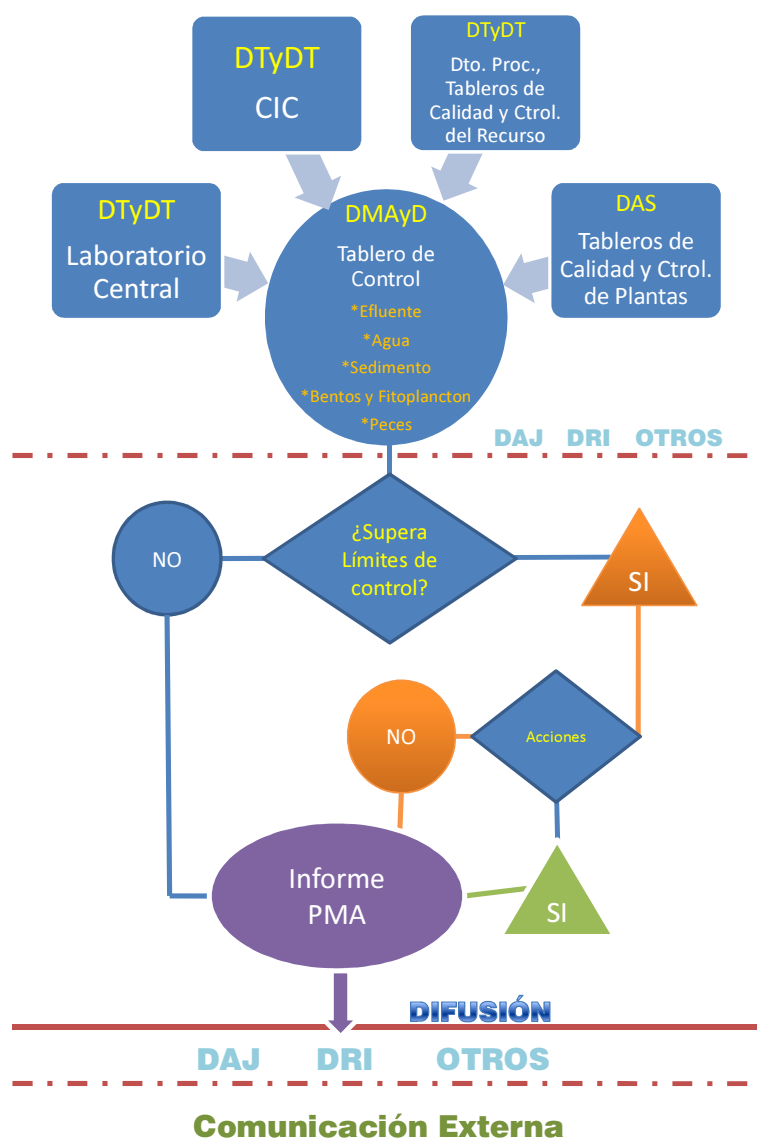 DTyDT
CIC
DTyDT
Dto. Proc.,
Tableros de
Calidad y Ctrol.
del Recurso
DTyDT
Laboratorio
Central
DMAyD
Tablero de
Control
*Efluente
*Agua
*Sedimento
*Bentos y Fitoplancton
*Peces
DAS
Tableros de
Calidad y Ctrol.
de Plantas
DAJ DRI OTROS
NO
¿Supera
Límites de
control?
SI
NO
Acciones
Informe
PMA
SI
DIFUSIÓN
DAJ DRI OTROS
Comunicación Externa